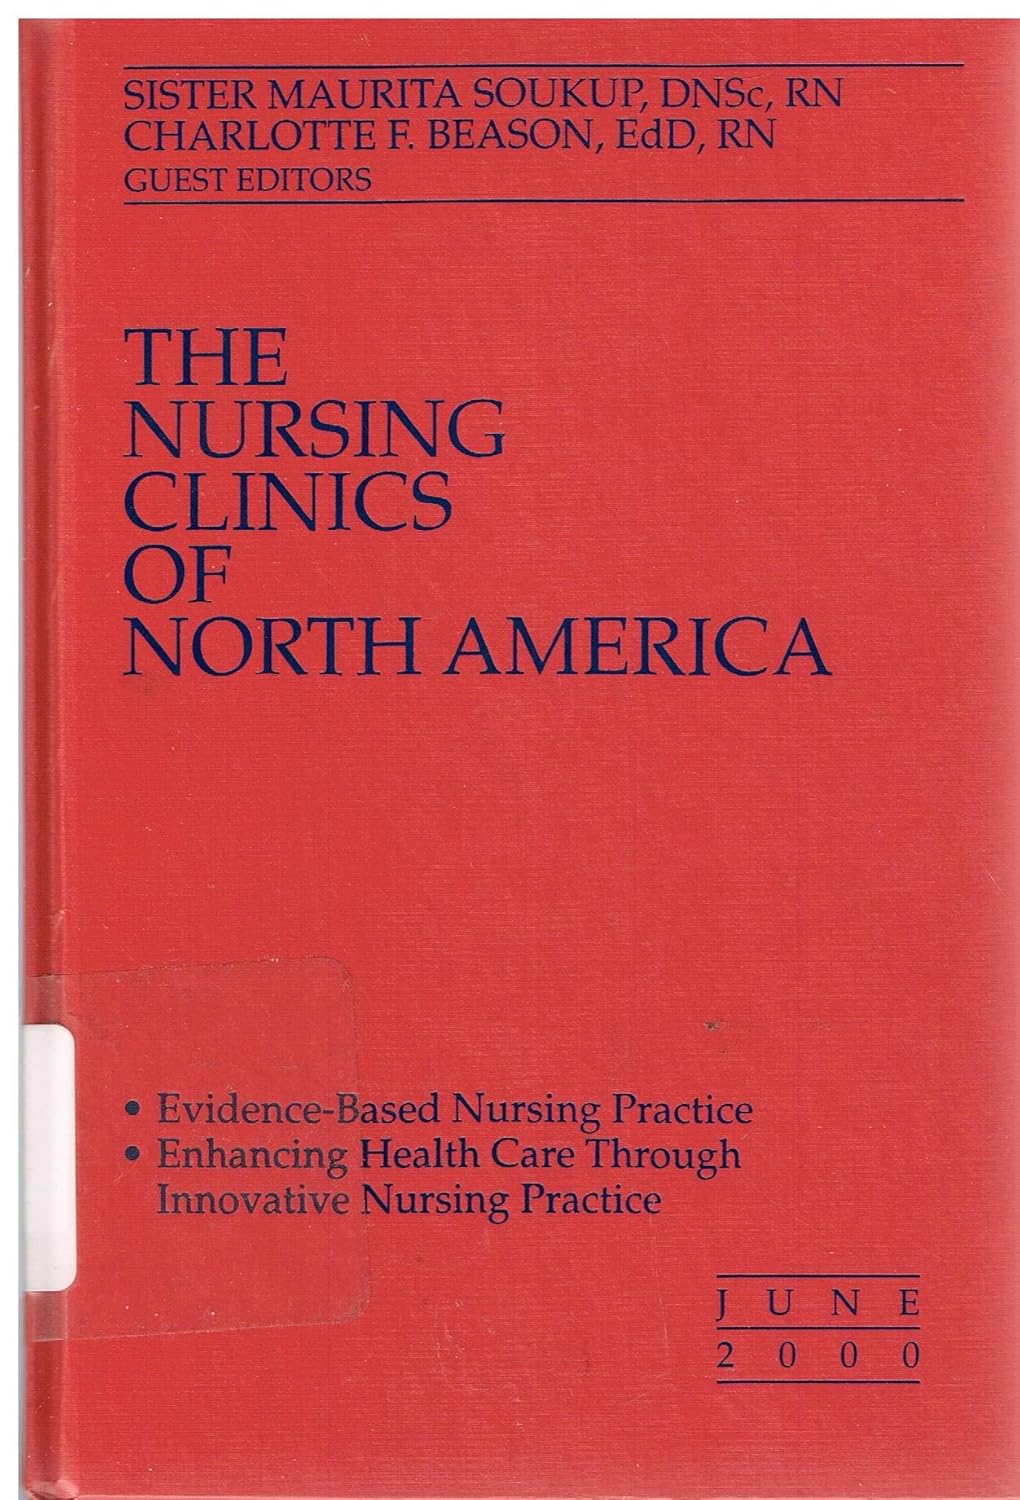 SISTER MAURITA SOUKUP, DNSc, RN
CHARLOTTE F. BEASON, EdD, RN
GUEST EDITORS
THE
NURSING
CLINICS
OF
NORTH AMERICA
• Evidence-Based Nursing Practice
• Enhancing Health Care Through
Innovative Nursing Practice
JUNE
2000